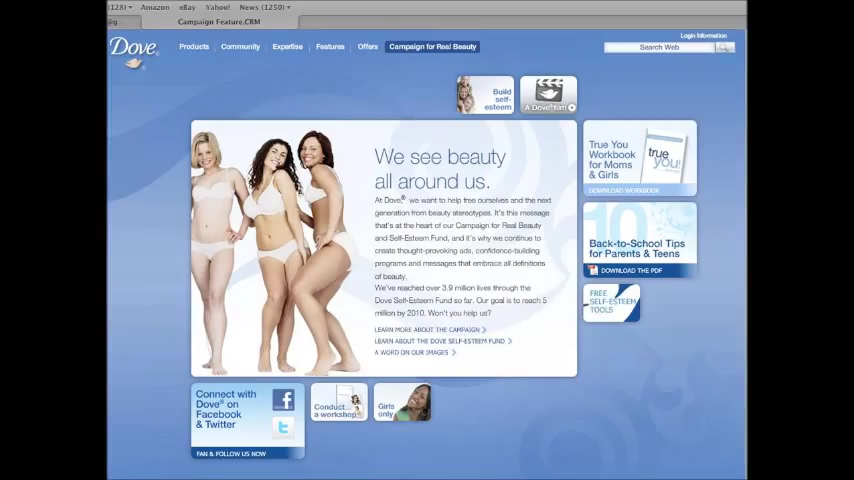 (128) Amazon eBay Yahoo! News (1250)
@g
Campaign Feature.CRM
Login Information
Dove®
Products Community Expertise Features Offers Campaign for Real Beauty
Search Web
Build
self-
esteem
A Dove® film
We see beauty
all around us.
At Dove,® we want to help free ourselves and the next
generation from beauty stereotypes. It's this message
that's at the heart of our Campaign for Real Beauty
and Self-Esteem Fund, and it's why we continue to
create thought-provoking ads, confidence-building
programs and messages that embrace all definitions
of beauty.
We've reached over 3.9 million lives through the
Dove Self-Esteem Fund so far. Our goal is to reach 5
million by 2010. Won't you help us?
LEARN MORE ABOUT THE CAMPAIGN
LEARN ABOUT THE DOVE SELF-ESTEEM FUND
A WORD ON OUR IMAGES
True You
Workbook
for Moms
& Girls
true
you!
DOWNLOAD WORKBOOK
10
Back-to-School Tips
for Parents & Teens
DOWNLOAD THE PDF
FREE
SELF-ESTEEM
TOOLS
Connect with
Dove® on
Facebook
& Twitter
FAN & FOLLOW US NOW
Conduct
a workshop
Girls
only